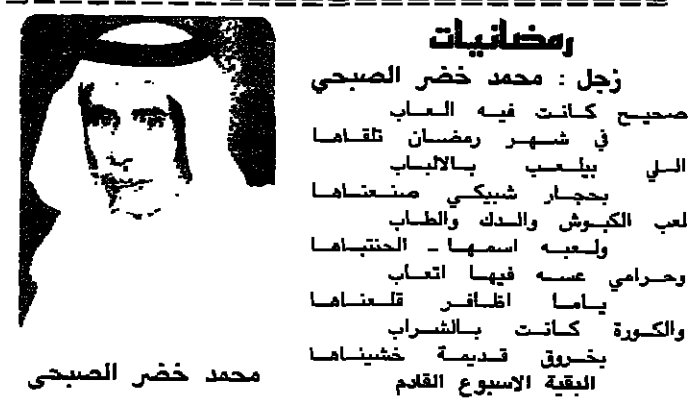 رمضانيات
زجل : محمد خضر الصبحي
صحيح كانت فيه العاب
في شهر رمضان تلقاها
اللي بيلعب بالالباب
بحجار شبيكي صنعناها
لعب الكبوش والدك والطاب
ولعبه اسمها - الحنتباها
وحرامي عسه فيها اتعاب
ياما اظافر قلعناها
والكورة كانت بالشراب
بخروق قديمة خشيناها
البقية الاسبوع القادم
محمد خضر الصبحي